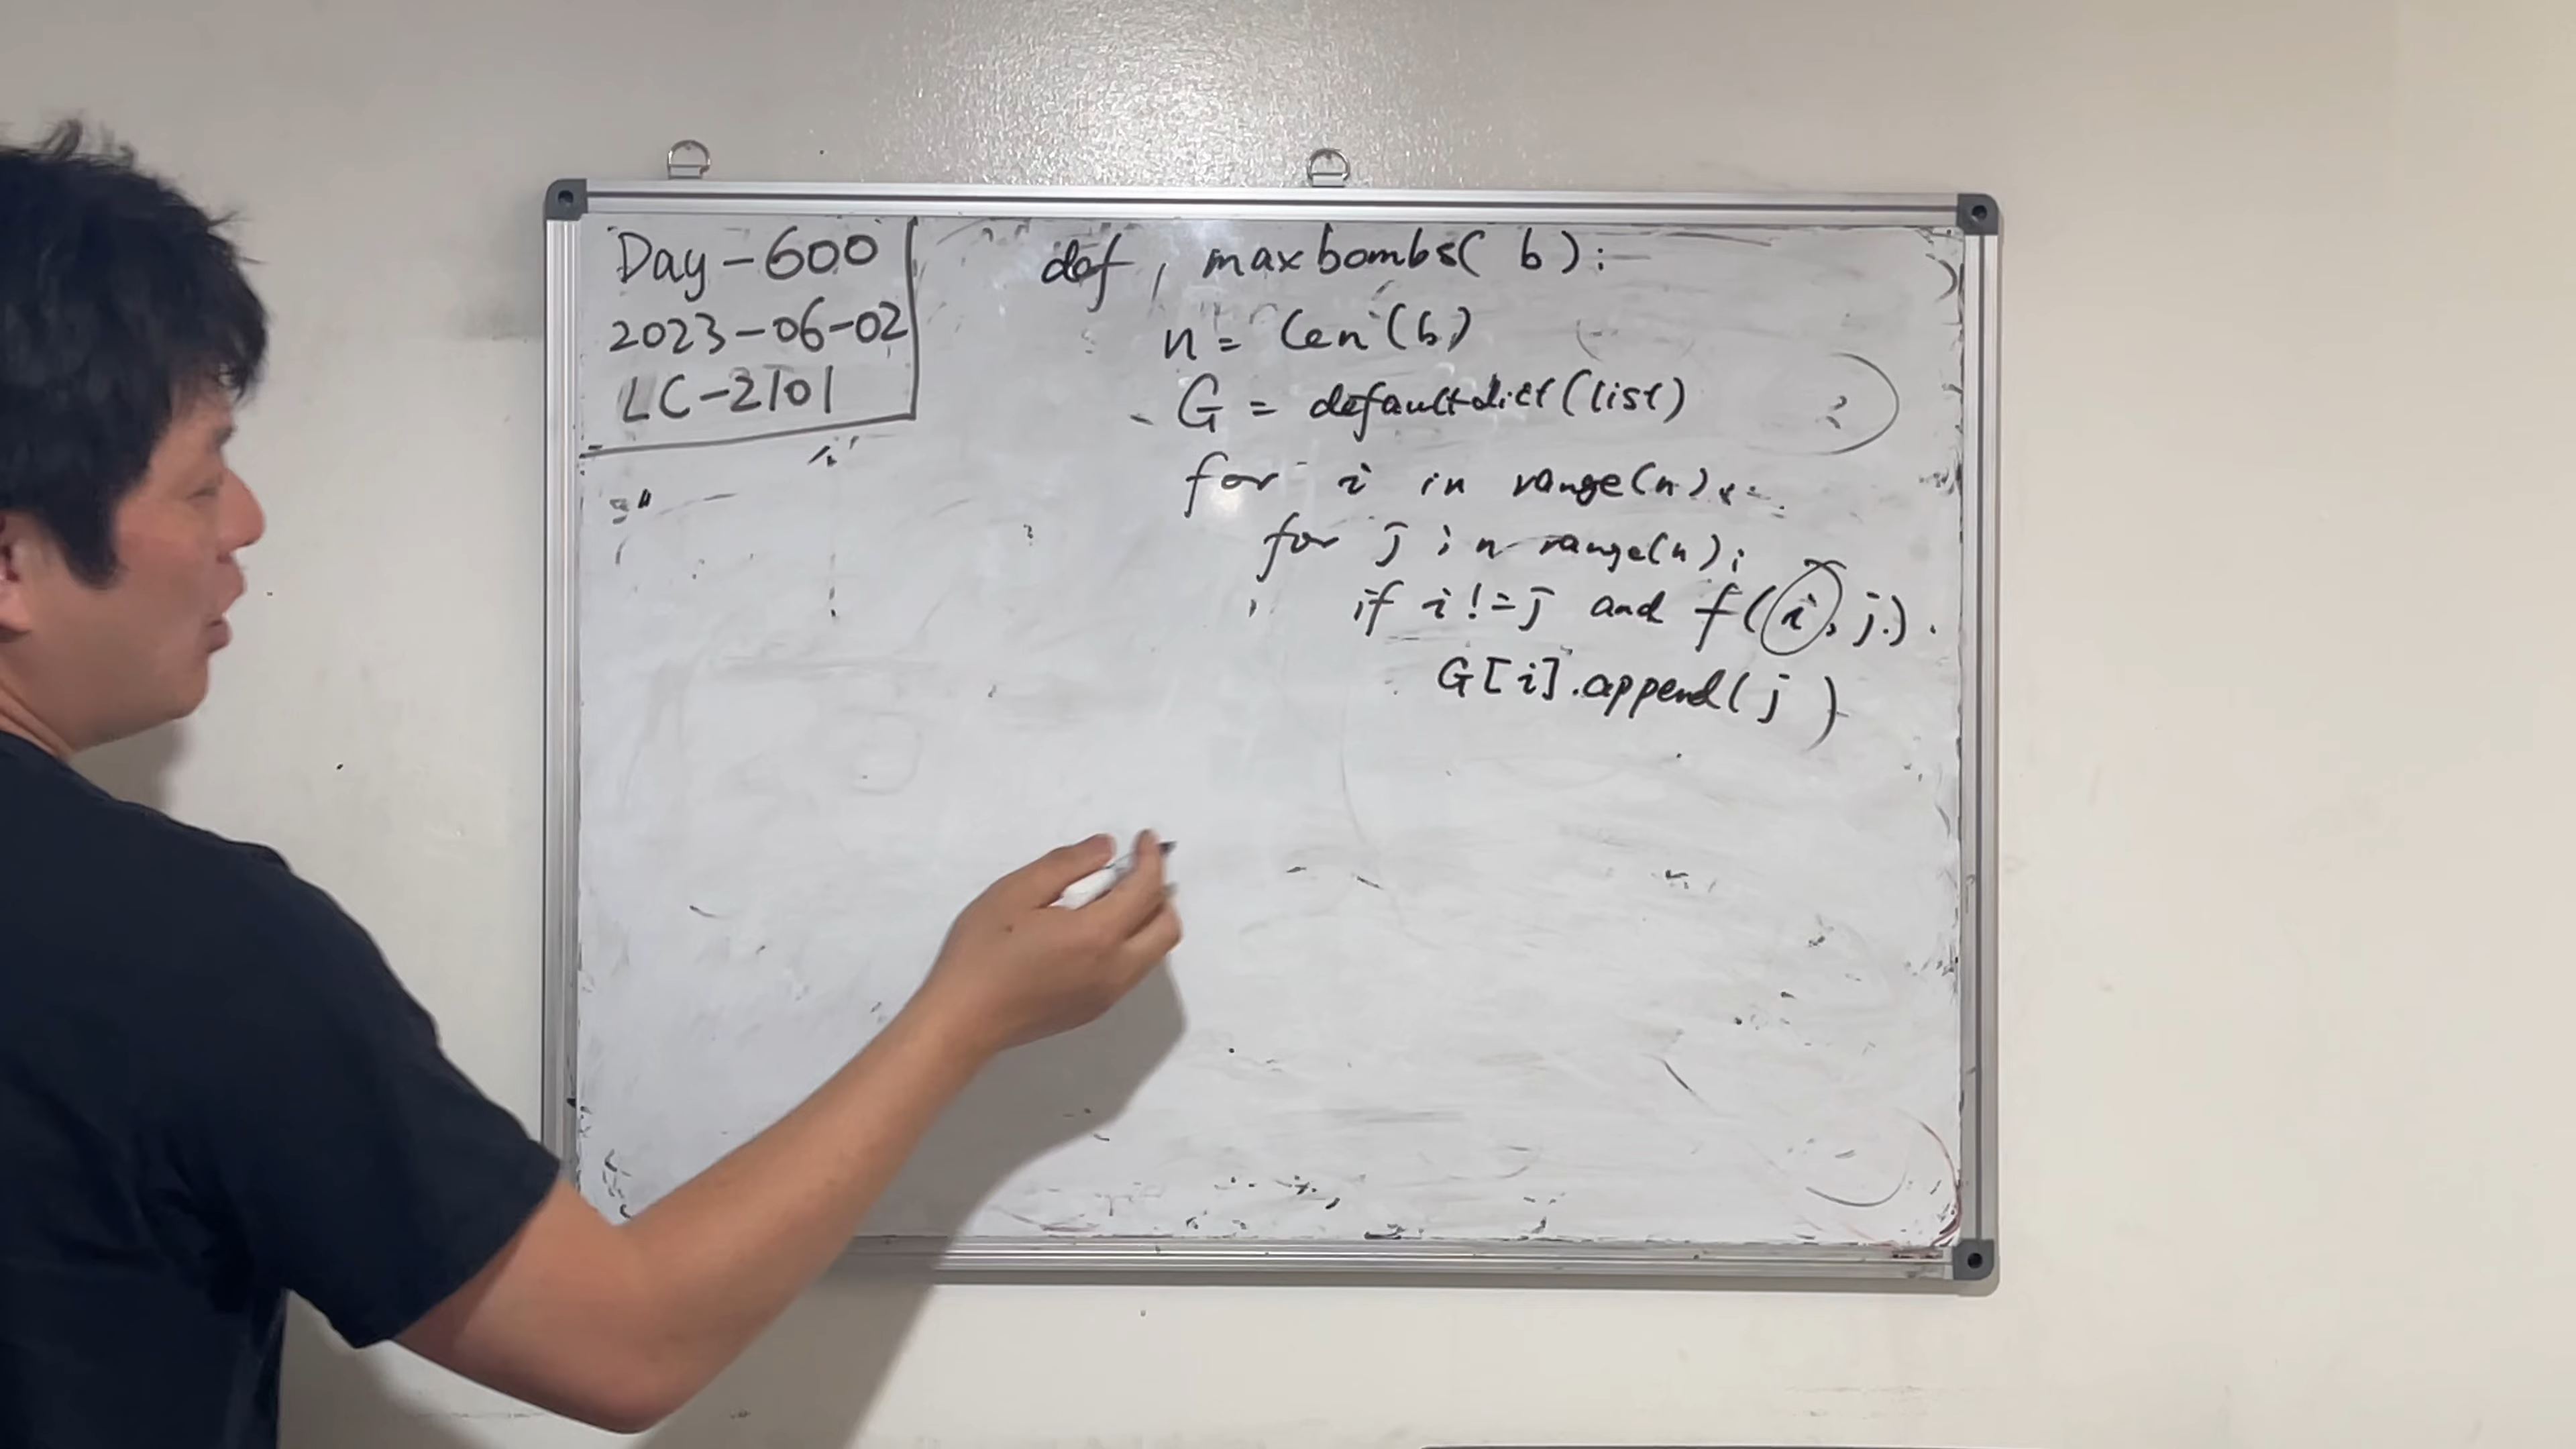 Day-600
2023-06-02
LC-2101
def maxbombs( b ):
n = len(b)
G = defaultdict(list)
for i in range(n):
for j in range(n):
if i != j and f(i, j).
G[i].append(j )